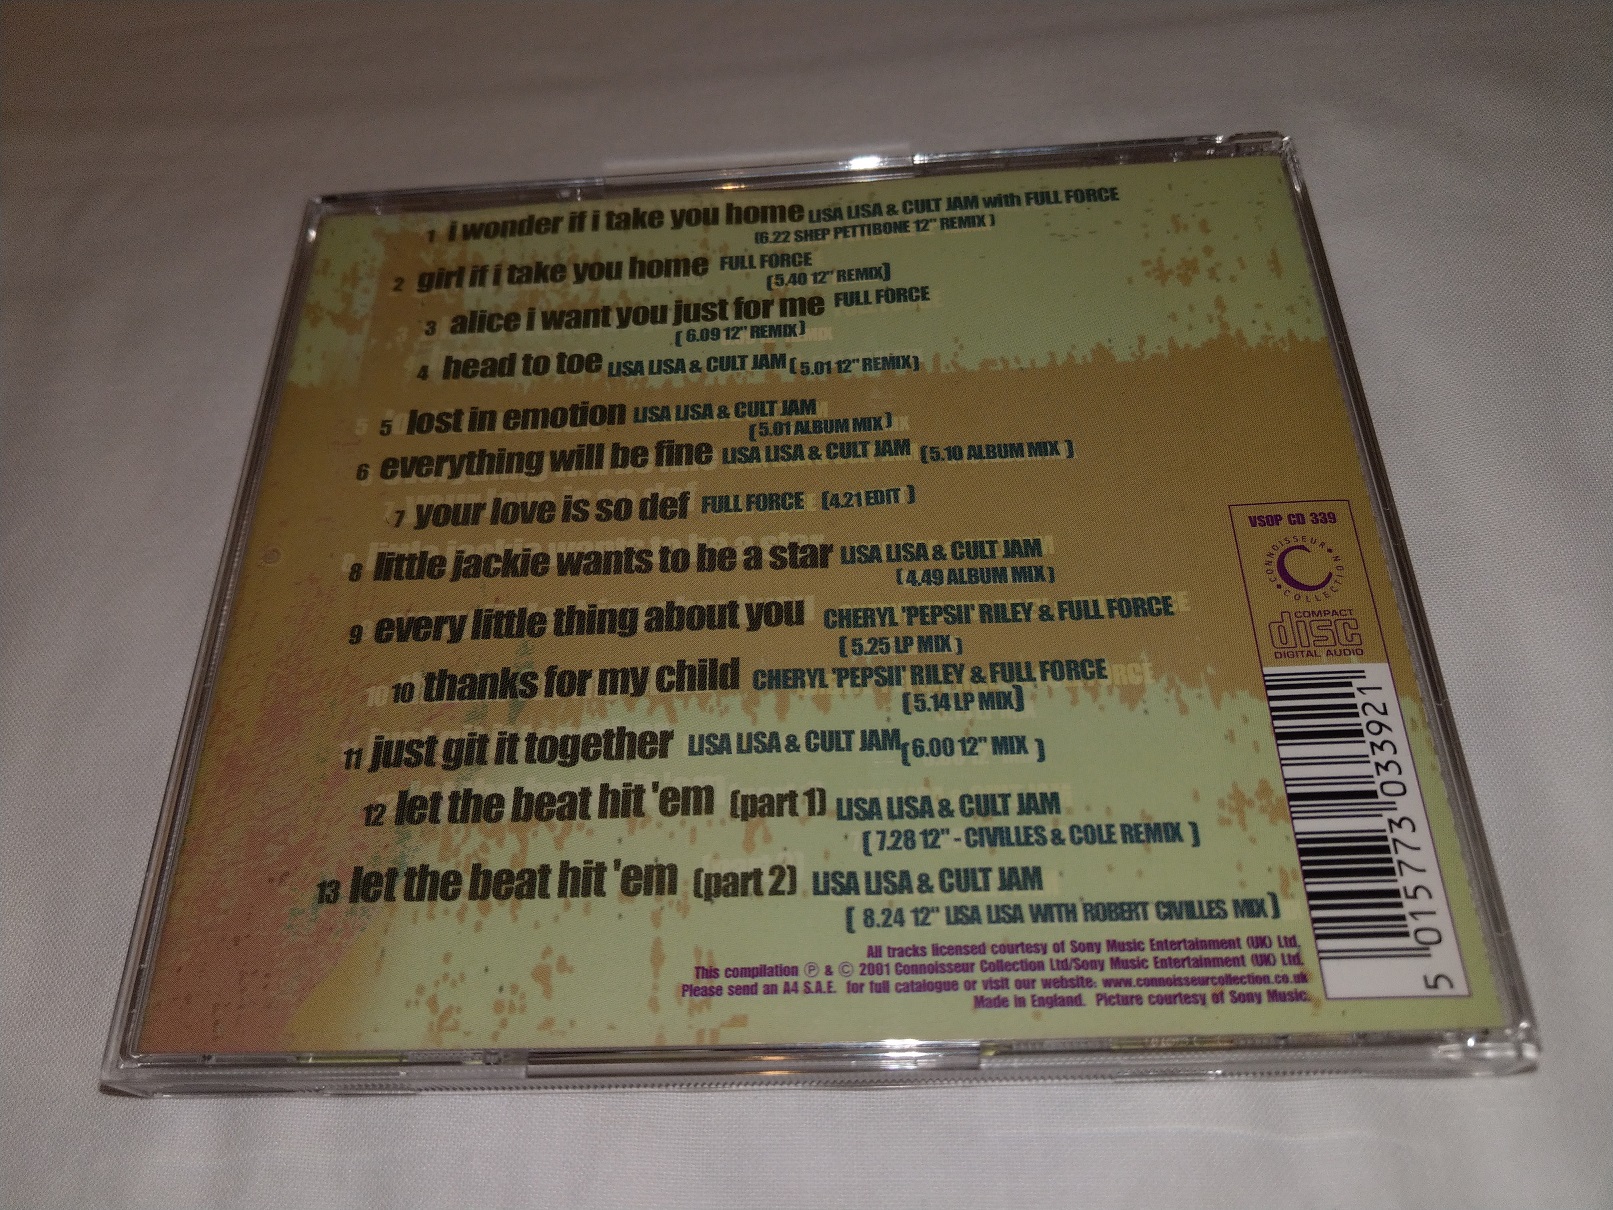 1 i wonder if i take you home LISA LISA & CULT JAM with FULL FORCE
(6.22 SHEP PETTIBONE 12" REMIX)
2 girl if i take you home FULL FORCE
(5.40 12" REMIX)
3 alice i want you just for me FULL FORCE
(6.09 12" REMIX)
4 head to toe LISA LISA & CULT JAM (5.01 12" REMIX)
5 lost in emotion LISA LISA & CULT JAM
(5.01 ALBUM MIX)
6 everything will be fine LISA LISA & CULT JAM (5.10 ALBUM MIX)
7 your love is so def FULL FORCE (4.21 EDIT)
8 little jackie wants to be a star LISA LISA & CULT JAM
(4.49 ALBUM MIX)
9 every little thing about you CHERYL 'PEPSII' RILEY & FULL FORCE
(5.25 LP MIX)
10 thanks for my child CHERYL 'PEPSII' RILEY & FULL FORCE
(5.14 LP MIX)
11 just git it together LISA LISA & CULT JAM (6.00 12" MIX)
12 let the beat hit 'em (part 1) LISA LISA & CULT JAM
(7.28 12" - CIVILLES & COLE REMIX)
13 let the beat hit 'em (part 2) LISA LISA & CULT JAM
(8.24 12" LISA LISA WITH ROBERT CIVILLES MIX)
All tracks licensed courtesy of Sony Music Entertainment (UK) Ltd.
This compilation ℗ & © 2001 Connoisseur Collection Ltd/Sony Music Entertainment (UK) Ltd.
Please send an A4 S.A.E. for full catalogue or visit our website: www.connoisseurcollection.co.uk
Made in England. Picture courtesy of Sony Music.
VSOP CD 339
CONNOISSEUR COLLECTION
C
COMPACT
disc
DIGITAL AUDIO
5 015773 033921